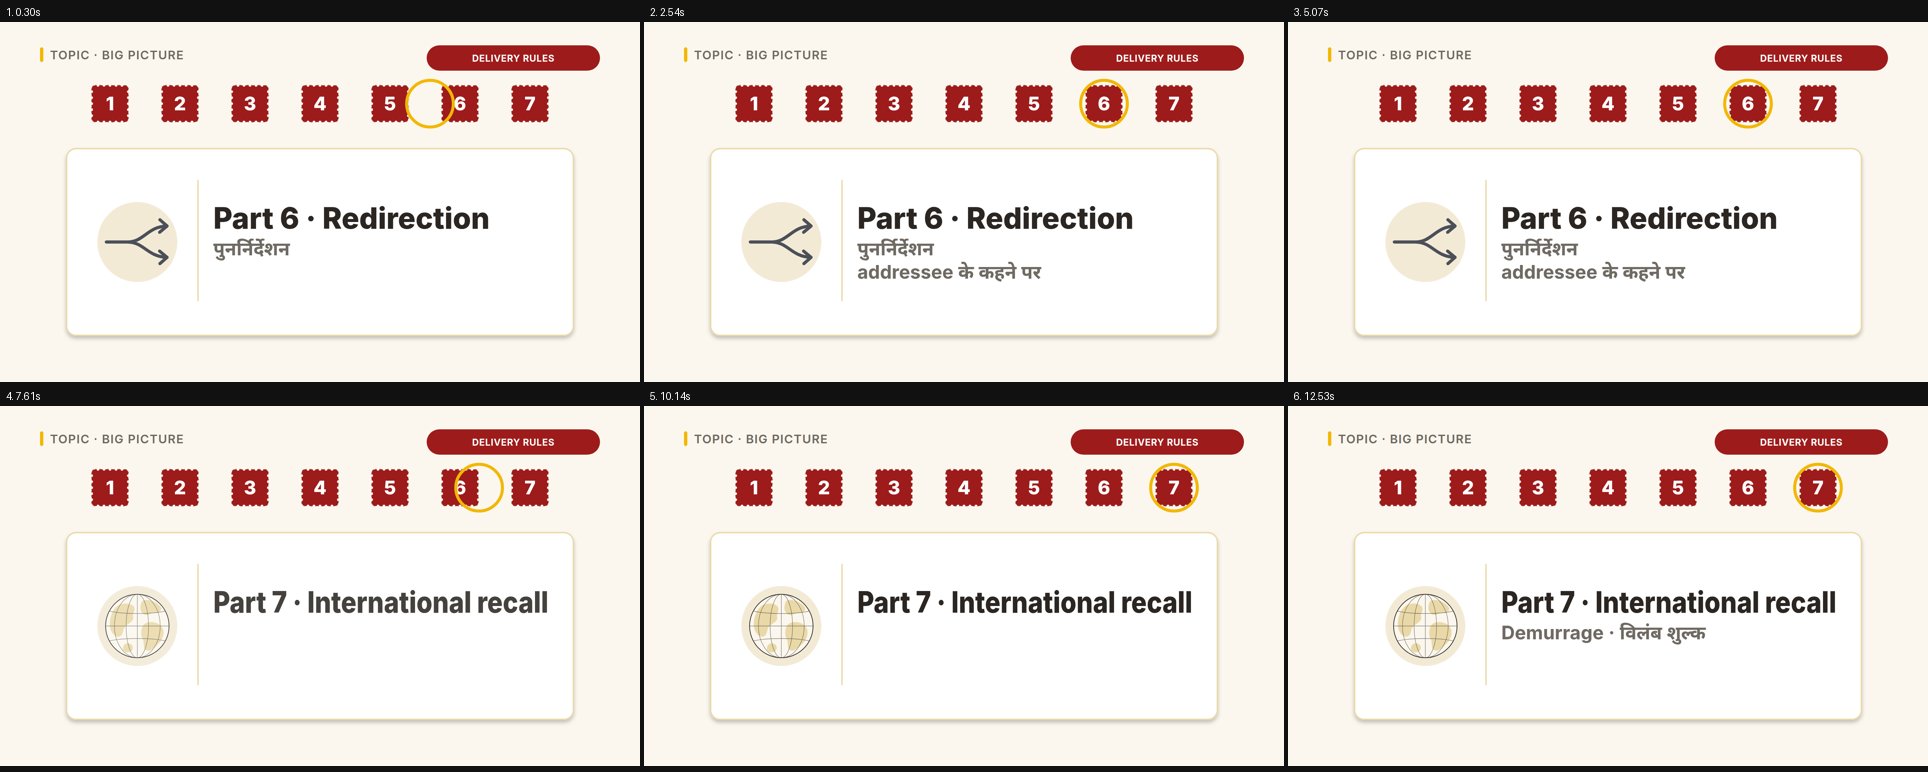 1. 0.30s
TOPIC · BIG PICTURE
DELIVERY RULES
1 2 3 4 5 6 7
Part 6 · Redirection
पुनर्निर्देशन
2. 2.54s
TOPIC · BIG PICTURE
DELIVERY RULES
1 2 3 4 5 6 7
Part 6 · Redirection
पुनर्निर्देशन
addressee के कहने पर
3. 5.07s
TOPIC · BIG PICTURE
DELIVERY RULES
1 2 3 4 5 6 7
Part 6 · Redirection
पुनर्निर्देशन
addressee के कहने पर
4. 7.61s
TOPIC · BIG PICTURE
DELIVERY RULES
1 2 3 4 5 6 7
Part 7 · International recall
5. 10.14s
TOPIC · BIG PICTURE
DELIVERY RULES
1 2 3 4 5 6 7
Part 7 · International recall
6. 12.53s
TOPIC · BIG PICTURE
DELIVERY RULES
1 2 3 4 5 6 7
Part 7 · International recall
Demurrage · विलंब शुल्क